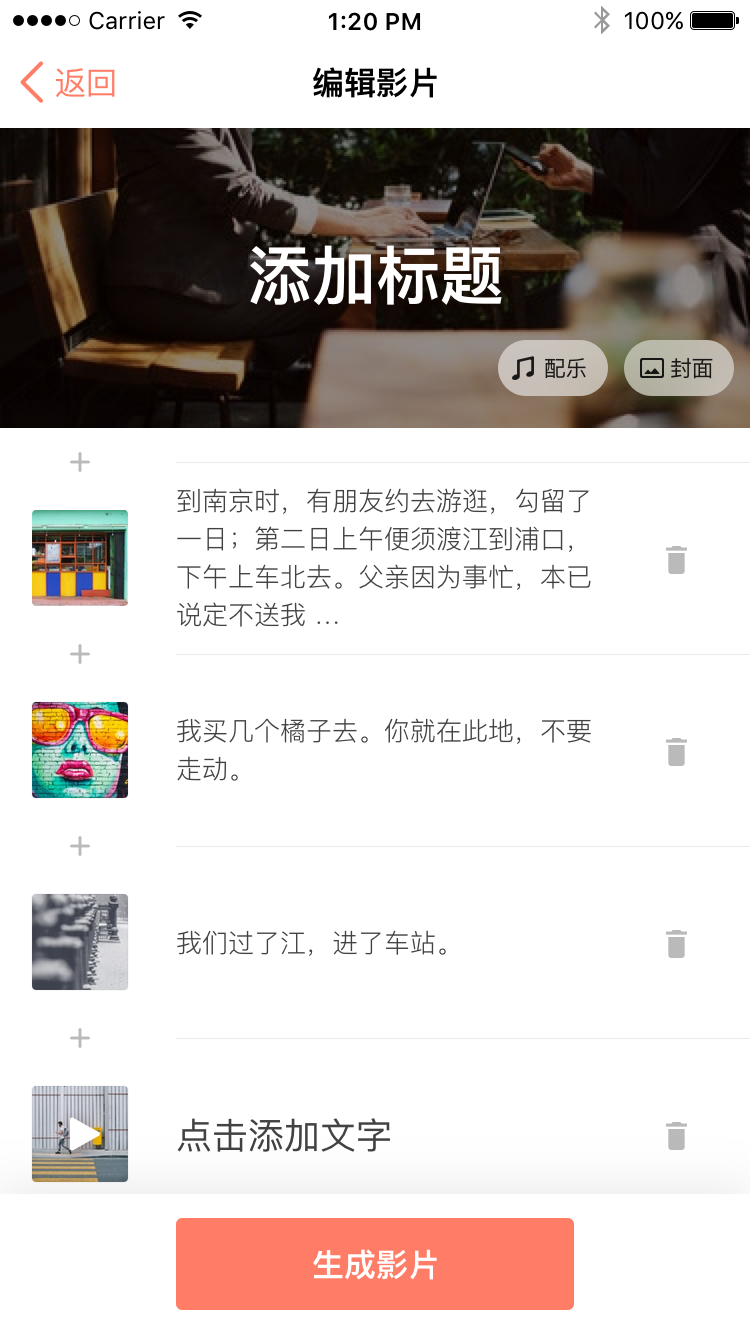 Carrier 1:20 PM 100%
返回 编辑影片
添加标题
配乐 封面
到南京时，有朋友约去游逛，勾留了
一日；第二日上午便须渡江到浦口，
下午上车北去。父亲因为事忙，本已
说定不送我 ...
我买几个橘子去。你就在此地，不要
走动。
我们过了江，进了车站。
点击添加文字
生成影片